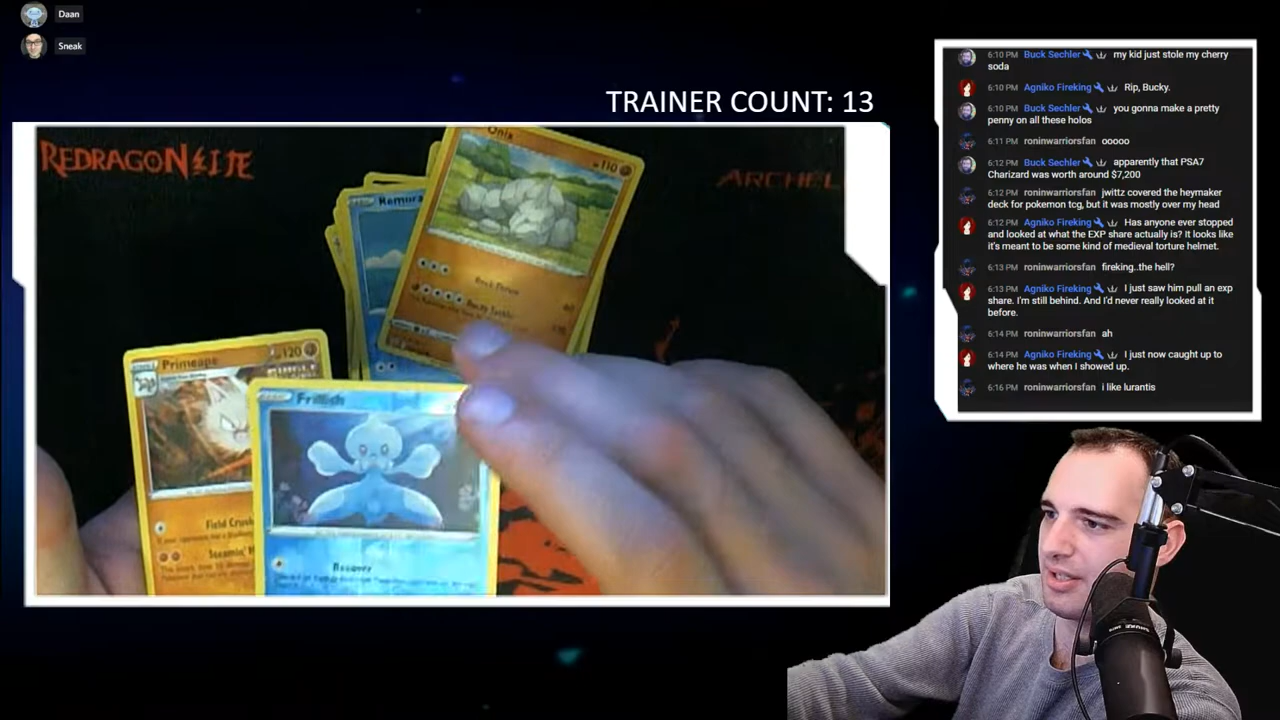 Daan
Sneak
TRAINER COUNT: 13
REDRAGON
ARCHE
Onix
110
Remora
Rock Throw
Rocky Tackle
Primeape
120
Field Crush
Steamin'
Frillish
Recover
6:10 PM Buck Sechler my kid just stole my cherry
soda
6:10 PM Agniko Fireking Rip, Bucky.
6:10 PM Buck Sechler you gonna make a pretty
penny on all these holos
6:11 PM roninwarriorsfan ooooo
6:12 PM Buck Sechler apparently that PSA7
Charizard was worth around $7,200
6:12 PM roninwarriorsfan jwittz covered the heymaker
deck for pokemon tcg, but it was mostly over my head
6:12 PM Agniko Fireking Has anyone ever stopped
and looked at what the EXP share actually is? It looks like
it's meant to be some kind of medieval torture helmet.
6:13 PM roninwarriorsfan fireking..the hell?
6:13 PM Agniko Fireking I just saw him pull an exp
share. I'm still behind. And I'd never really looked at it
before.
6:14 PM roninwarriorsfan ah
6:14 PM Agniko Fireking I just now caught up to
where he was when I showed up.
6:16 PM roninwarriorsfan i like lurantis